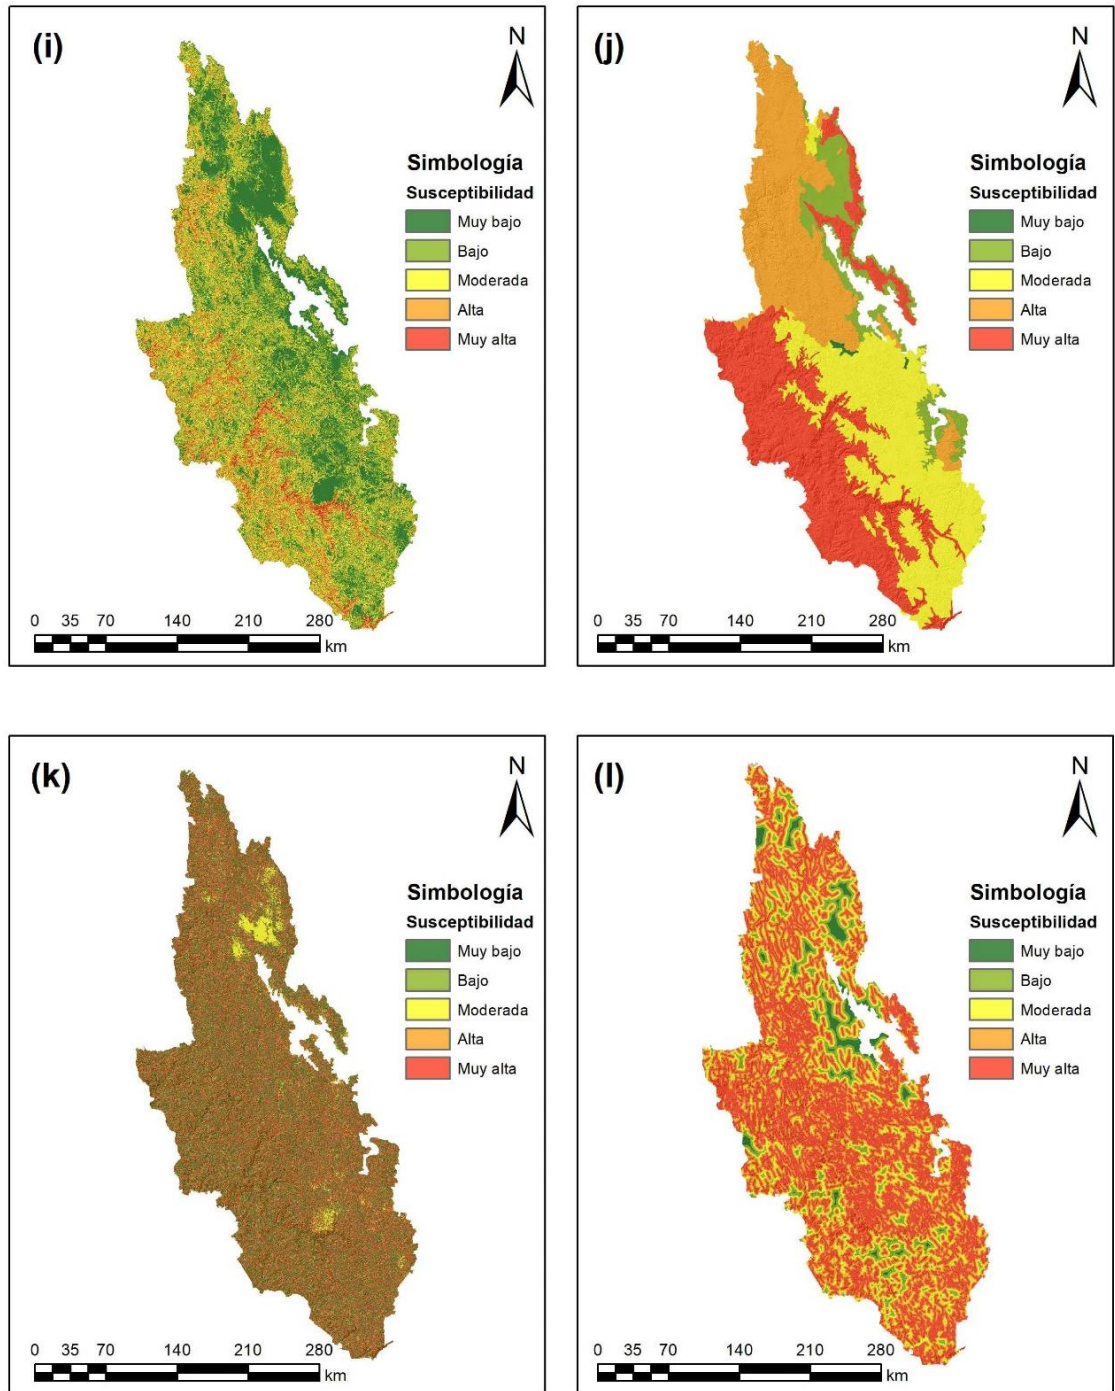 (i)
N
Simbología
Susceptibilidad
Muy bajo
Bajo
Moderada
Alta
Muy alta
0 35 70 140 210 280
km
(j)
N
Simbología
Susceptibilidad
Muy bajo
Bajo
Moderada
Alta
Muy alta
0 35 70 140 210 280
km
(k)
N
Simbología
Susceptibilidad
Muy bajo
Bajo
Moderada
Alta
Muy alta
0 35 70 140 210 280
km
(l)
N
Simbología
Susceptibilidad
Muy bajo
Bajo
Moderada
Alta
Muy alta
0 35 70 140 210 280
km